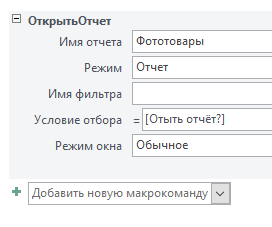 ОткрытьОтчет
Имя отчета Фототовары
Режим Отчет
Имя фильтра
Условие отбора = [Отыть отчёт?]
Режим окна Обычное
Добавить новую макрокоманду